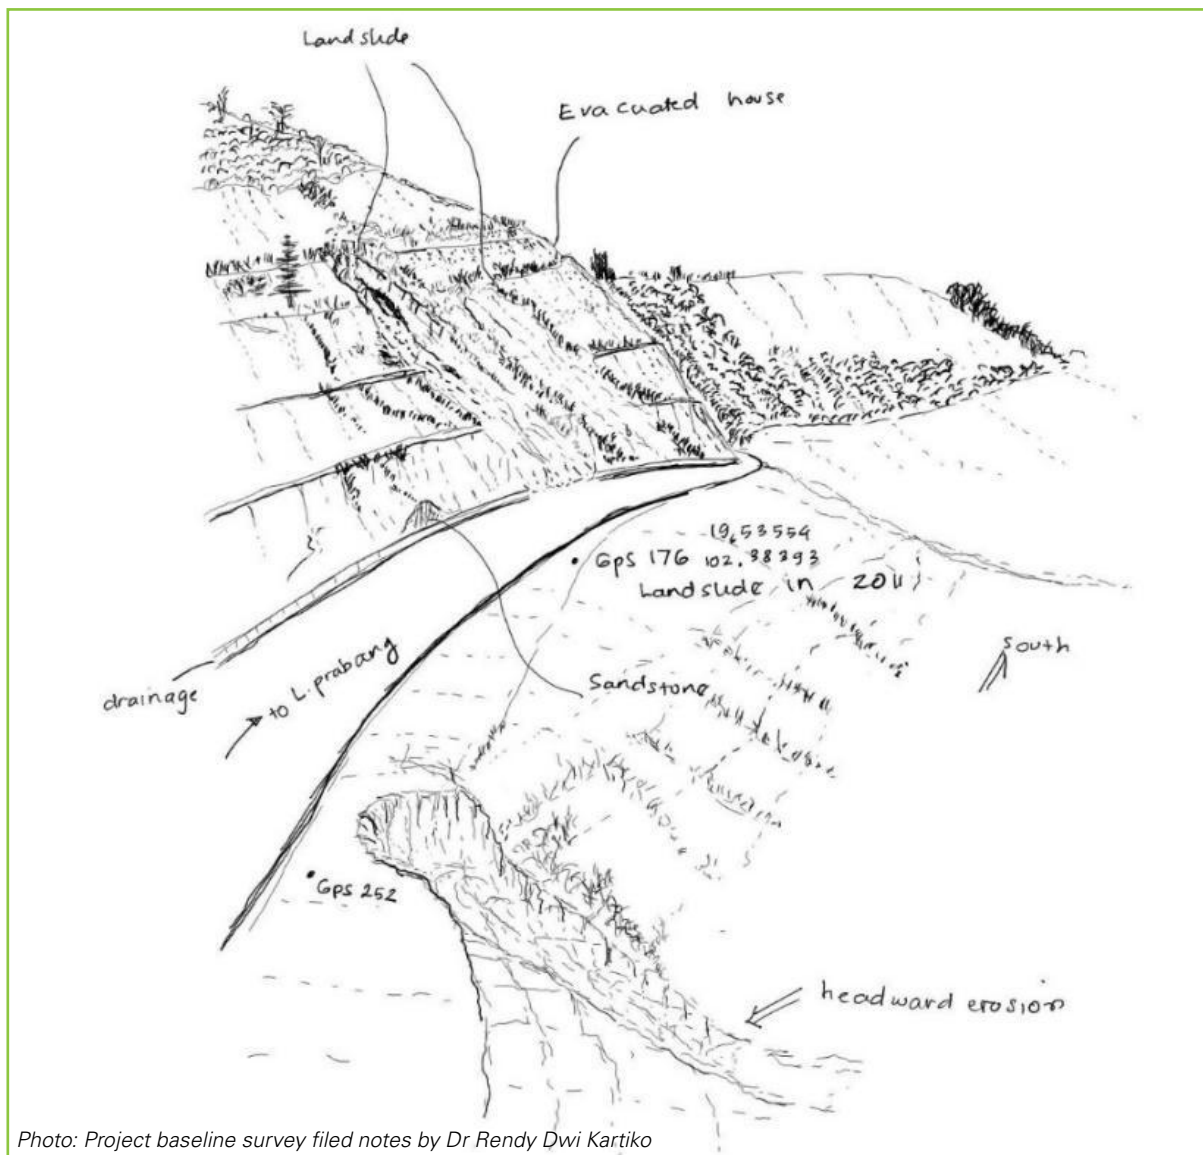 Landslide
Evacuated house
19.53554
Gps 176 102.38393
Landslide in 2011
South
Sandstone
drainage
to L. prabang
Gps 252
headward erosion
Photo: Project baseline survey filed notes by Dr Rendy Dwi Kartiko